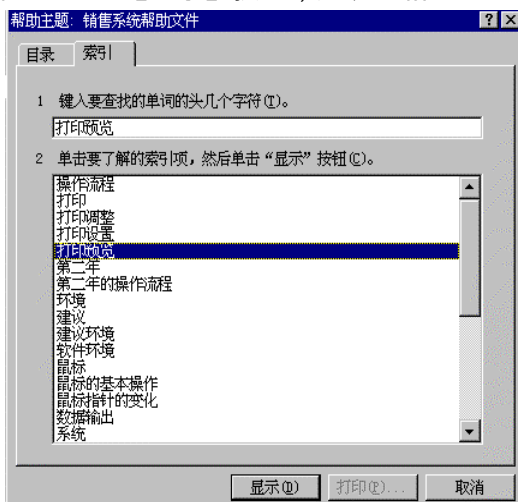 帮助主题: 销售系统帮助文件
目录 索引
1 键入要查找的单词的头几个字符(T)。
打印预览
2 单击要了解的索引项，然后单击“显示”按钮(C)。
操作流程
打印
打印调整
打印设置
打印预览
第二年
第二年的操作流程
环境
建议
建议环境
软件环境
鼠标
鼠标的基本操作
鼠标指针的变化
数据输出
系统
显示(D) 打印(P)... 取消